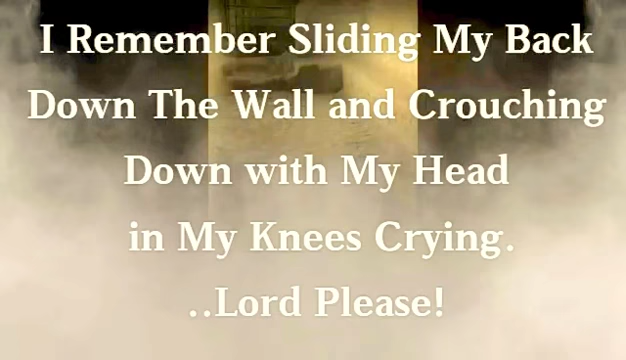 I Remember Sliding My Back
Down The Wall and Crouching
Down with My Head
in My Knees Crying.
..Lord Please!